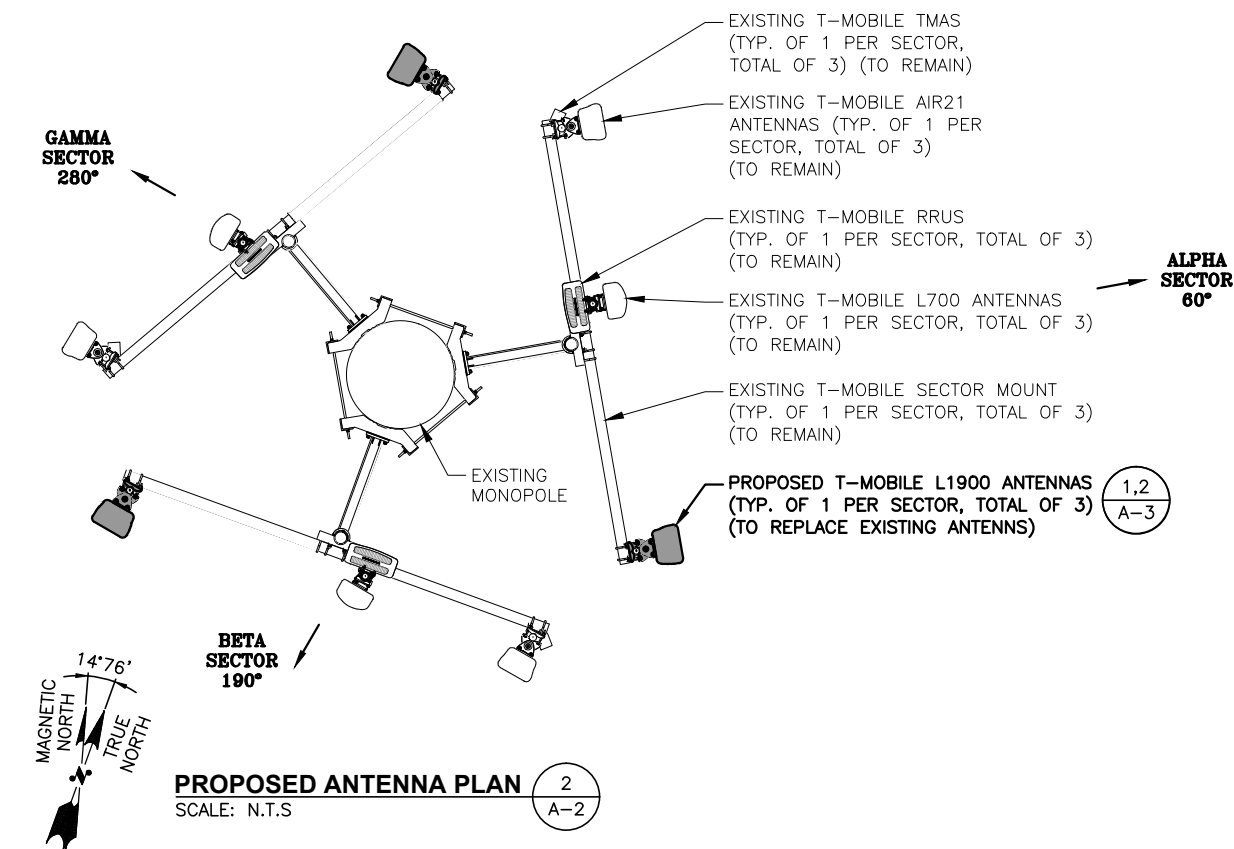 EXISTING T-MOBILE TMAS
(TYP. OF 1 PER SECTOR,
TOTAL OF 3) (TO REMAIN)
EXISTING T-MOBILE AIR21
ANTENNAS (TYP. OF 1 PER
SECTOR, TOTAL OF 3)
(TO REMAIN)
GAMMA
SECTOR
280°
EXISTING T-MOBILE RRUS
(TYP. OF 1 PER SECTOR, TOTAL OF 3)
(TO REMAIN)
ALPHA
SECTOR
60°
EXISTING T-MOBILE L700 ANTENNAS
(TYP. OF 1 PER SECTOR, TOTAL OF 3)
(TO REMAIN)
EXISTING T-MOBILE SECTOR MOUNT
(TYP. OF 1 PER SECTOR, TOTAL OF 3)
(TO REMAIN)
EXISTING
MONOPOLE
PROPOSED T-MOBILE L1900 ANTENNAS
(TYP. OF 1 PER SECTOR, TOTAL OF 3)
(TO REPLACE EXISTING ANTENNS)
1,2
A-3
BETA
SECTOR
190°
14°76'
MAGNETIC
NORTH
TRUE
NORTH
N
PROPOSED ANTENNA PLAN
SCALE: N.T.S
2
A-2